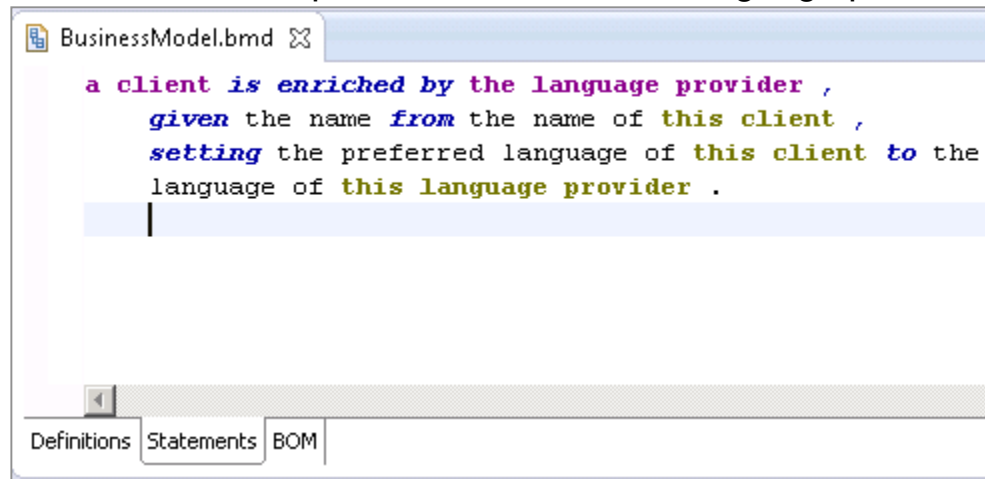 BusinessModel.bmd
a client is enriched by the language provider ,
given the name from the name of this client ,
setting the preferred language of this client to the
language of this language provider .
Definitions Statements BOM